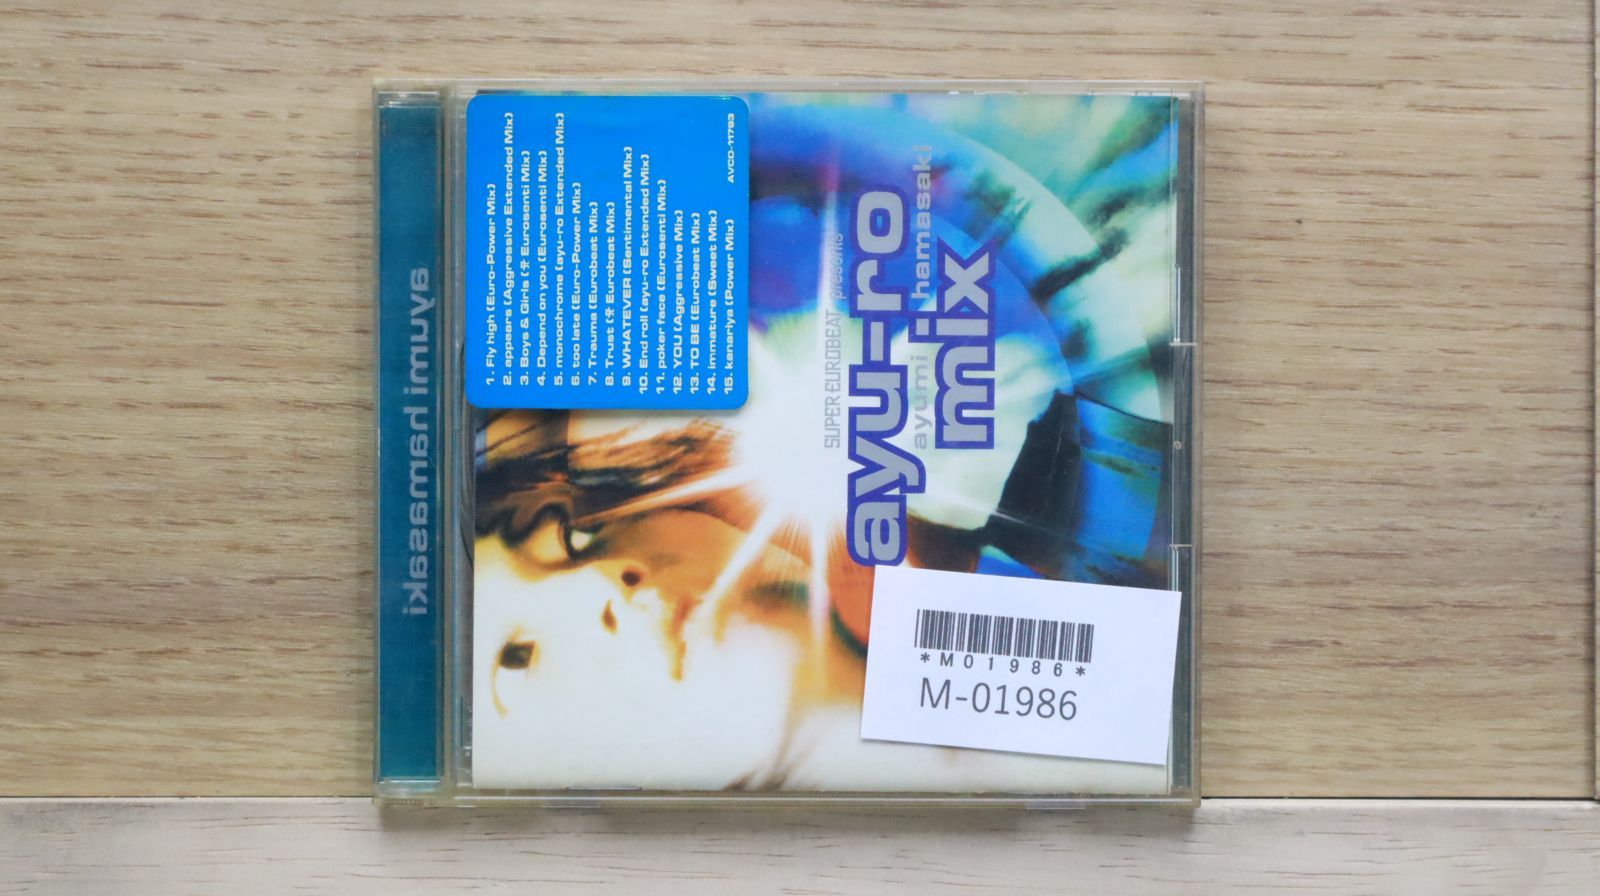 ayumi hamasaki
1. Fly high (Euro-Power Mix)
2. appears (Aggressive Extended Mix)
3. Boys & Girls (☆ Eurosenti Mix)
4. Depend on you (Eurosenti Mix)
5. monochrome (ayu-ro Extended Mix)
6. too late (Euro-Power Mix)
7. Trauma (Eurobeat Mix)
8. Trust (☆ Eurobeat Mix)
9. WHATEVER (Sentimental Mix)
10. End roll (ayu-ro Extended Mix)
11. poker face (Eurosenti Mix)
12. YOU (Aggressive Mix)
13. TO BE (Eurobeat Mix)
14. immature (Sweet Mix)
15. kanariya (Power Mix)
AVCD-11793
SUPER EUROBEAT presents
ayu-ro
ayumi hamasaki
mix
*M01986*
M-01986